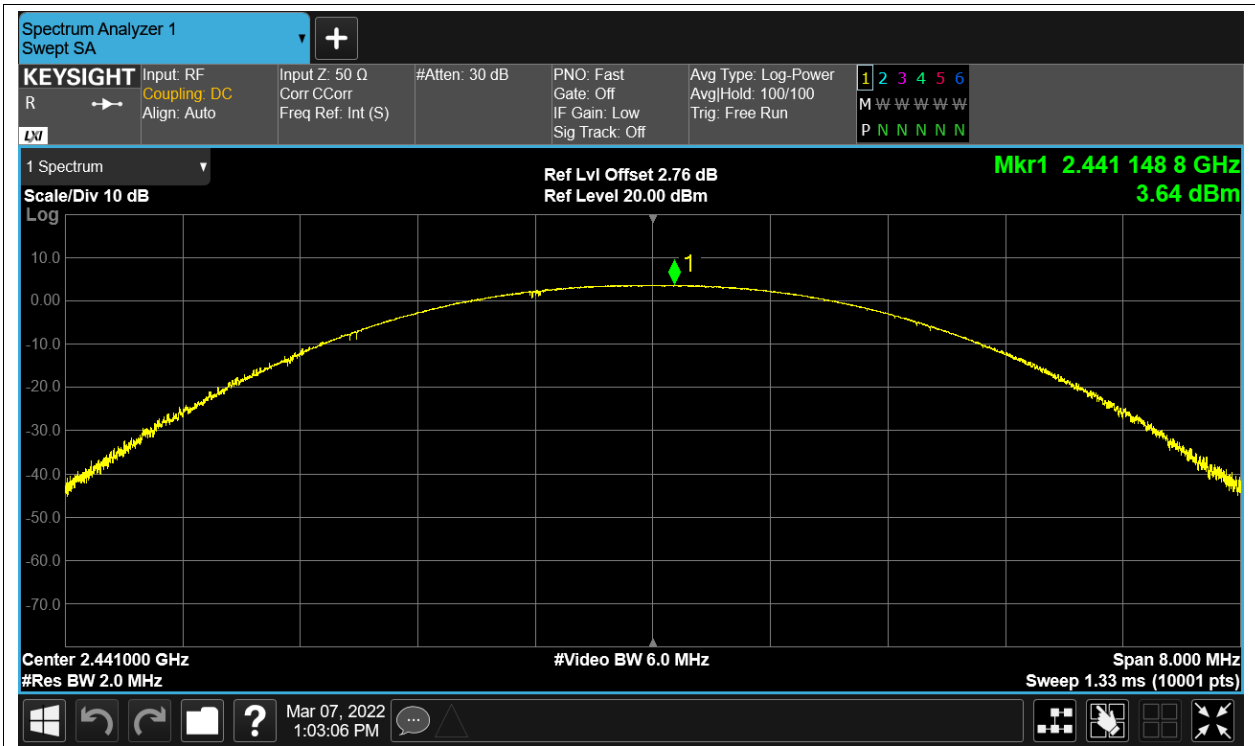 Spectrum Analyzer 1
Swept SA
+
KEYSIGHT
R
LXI
Input: RF
Coupling: DC
Align: Auto
Input Z: 50 Ω
Corr CCorr
Freq Ref: Int (S)
#Atten: 30 dB
PNO: Fast
Gate: Off
IF Gain: Low
Sig Track: Off
Avg Type: Log-Power
Avg|Hold: 100/100
Trig: Free Run
1 2 3 4 5 6
M W W W W W
P N N N N N
1 Spectrum
Scale/Div 10 dB
Log
Ref Lvl Offset 2.76 dB
Ref Level 20.00 dBm
Mkr1 2.441 148 8 GHz
3.64 dBm
1
10.0
0.00
-10.0
-20.0
-30.0
-40.0
-50.0
-60.0
-70.0
Center 2.441000 GHz
#Video BW 6.0 MHz
Span 8.000 MHz
#Res BW 2.0 MHz
Sweep 1.33 ms (10001 pts)
?
Mar 07, 2022
1:03:06 PM